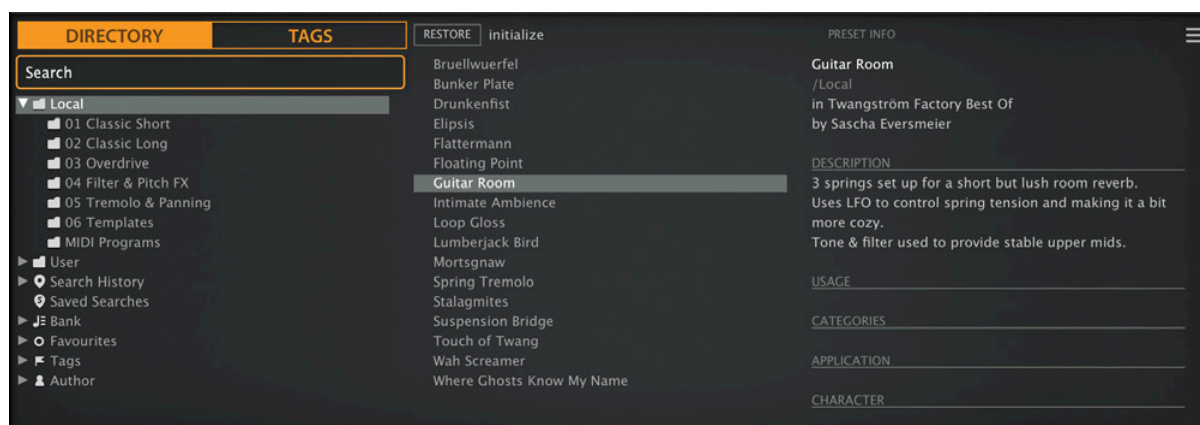 DIRECTORY
TAGS
Search
Local
01 Classic Short
02 Classic Long
03 Overdrive
04 Filter & Pitch FX
05 Tremolo & Panning
06 Templates
MIDI Programs
User
Search History
Saved Searches
Bank
Favourites
Tags
Author
RESTORE initialize
Bruellwuerfel
Bunker Plate
Drunkenfist
Elipsis
Flattermann
Floating Point
Guitar Room
Intimate Ambience
Loop Gloss
Lumberjack Bird
Mortsgnaw
Spring Tremolo
Stalagmites
Suspension Bridge
Touch of Twang
Wah Screamer
Where Ghosts Know My Name
PRESET INFO
Guitar Room
/Local
in Twangström Factory Best Of
by Sascha Eversmeier
DESCRIPTION
3 springs set up for a short but lush room reverb.
Uses LFO to control spring tension and making it a bit
more cozy.
Tone & filter used to provide stable upper mids.
USAGE
CATEGORIES
APPLICATION
CHARACTER